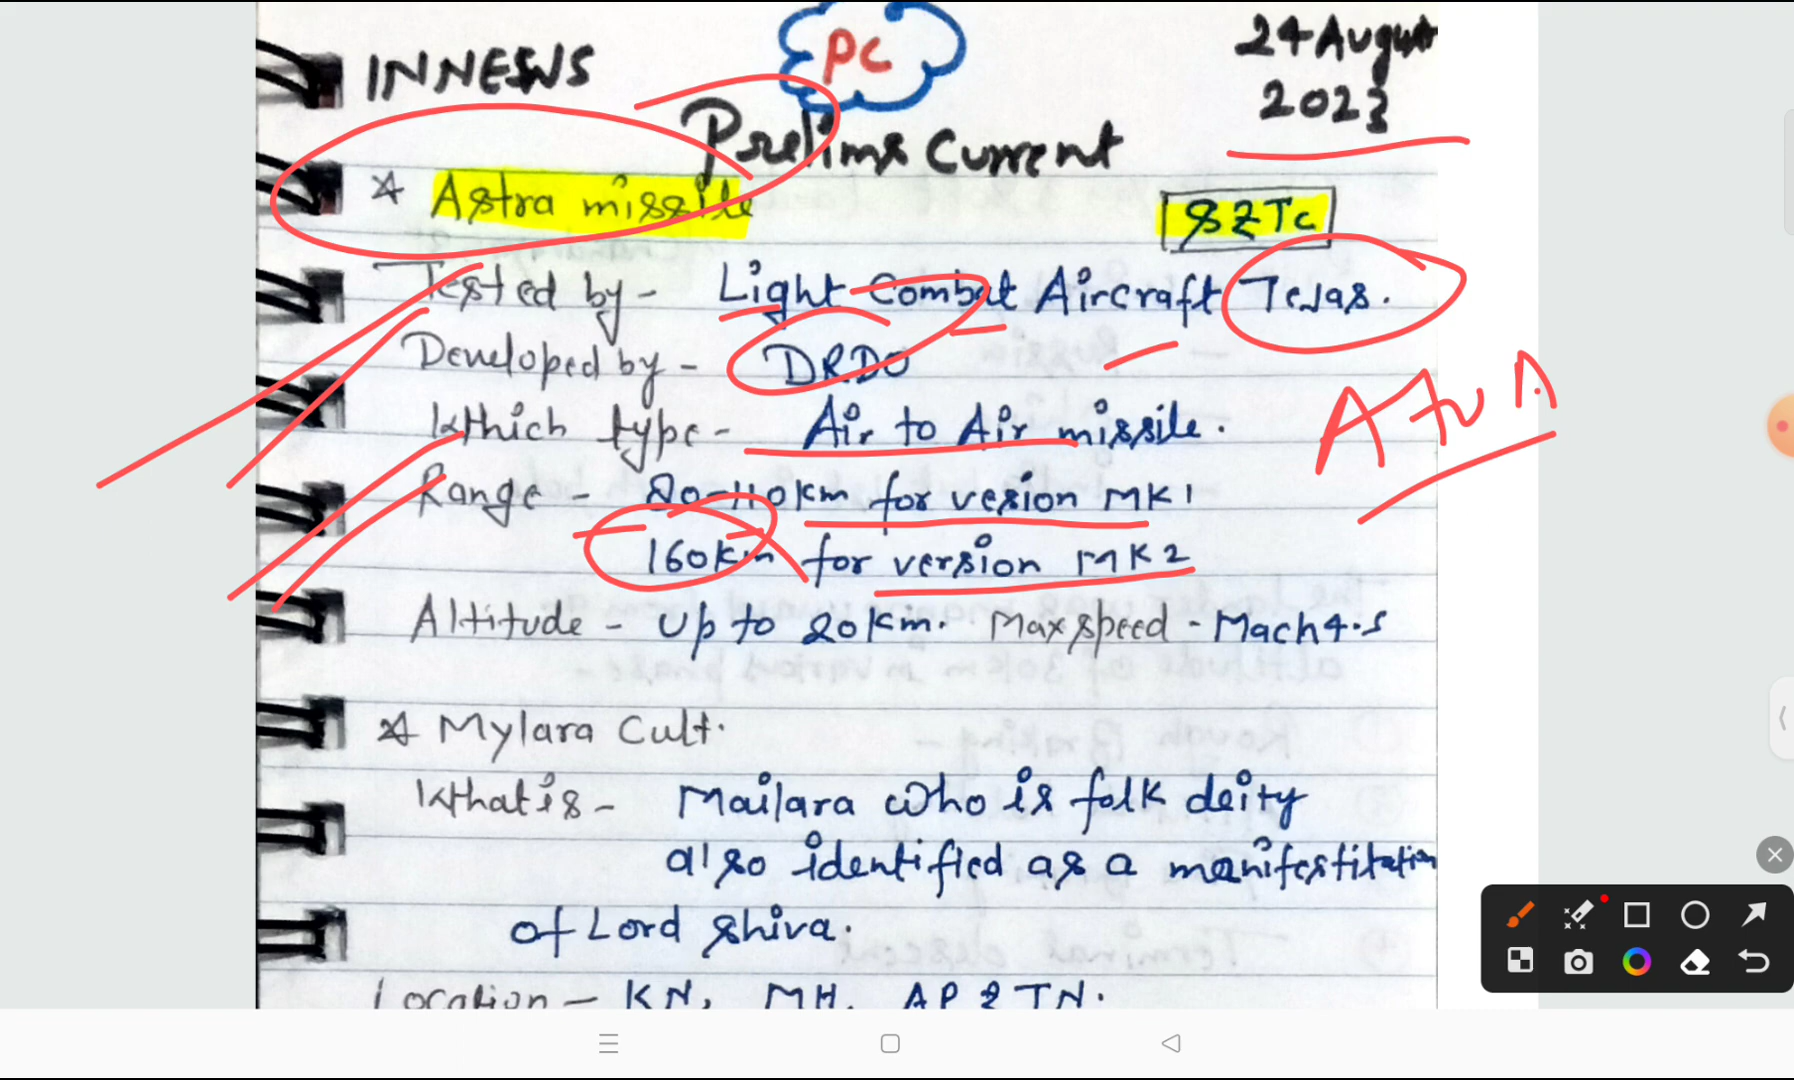 INNEWS
PC
24 August
2023
Prelims Current
Astra missile
S&Tc
Tested by - Light Combat Aircraft Tejas.
Developed by - DRDO
Which type - Air to Air missile.
A to A
Range - 80-110km for vesion MK1
160km for version MK2
Altitude - Up to 20km. Max speed - Mach 4.5
Mylara Cult.
What is - Mailara who is folk deity
also identified as a manifestitation
of Lord Shiva.
Location - KN, MH, AP & TN.